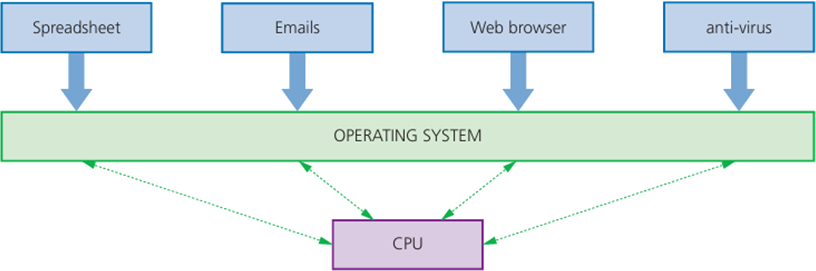 Spreadsheet
Emails
Web browser
anti-virus
OPERATING SYSTEM
CPU